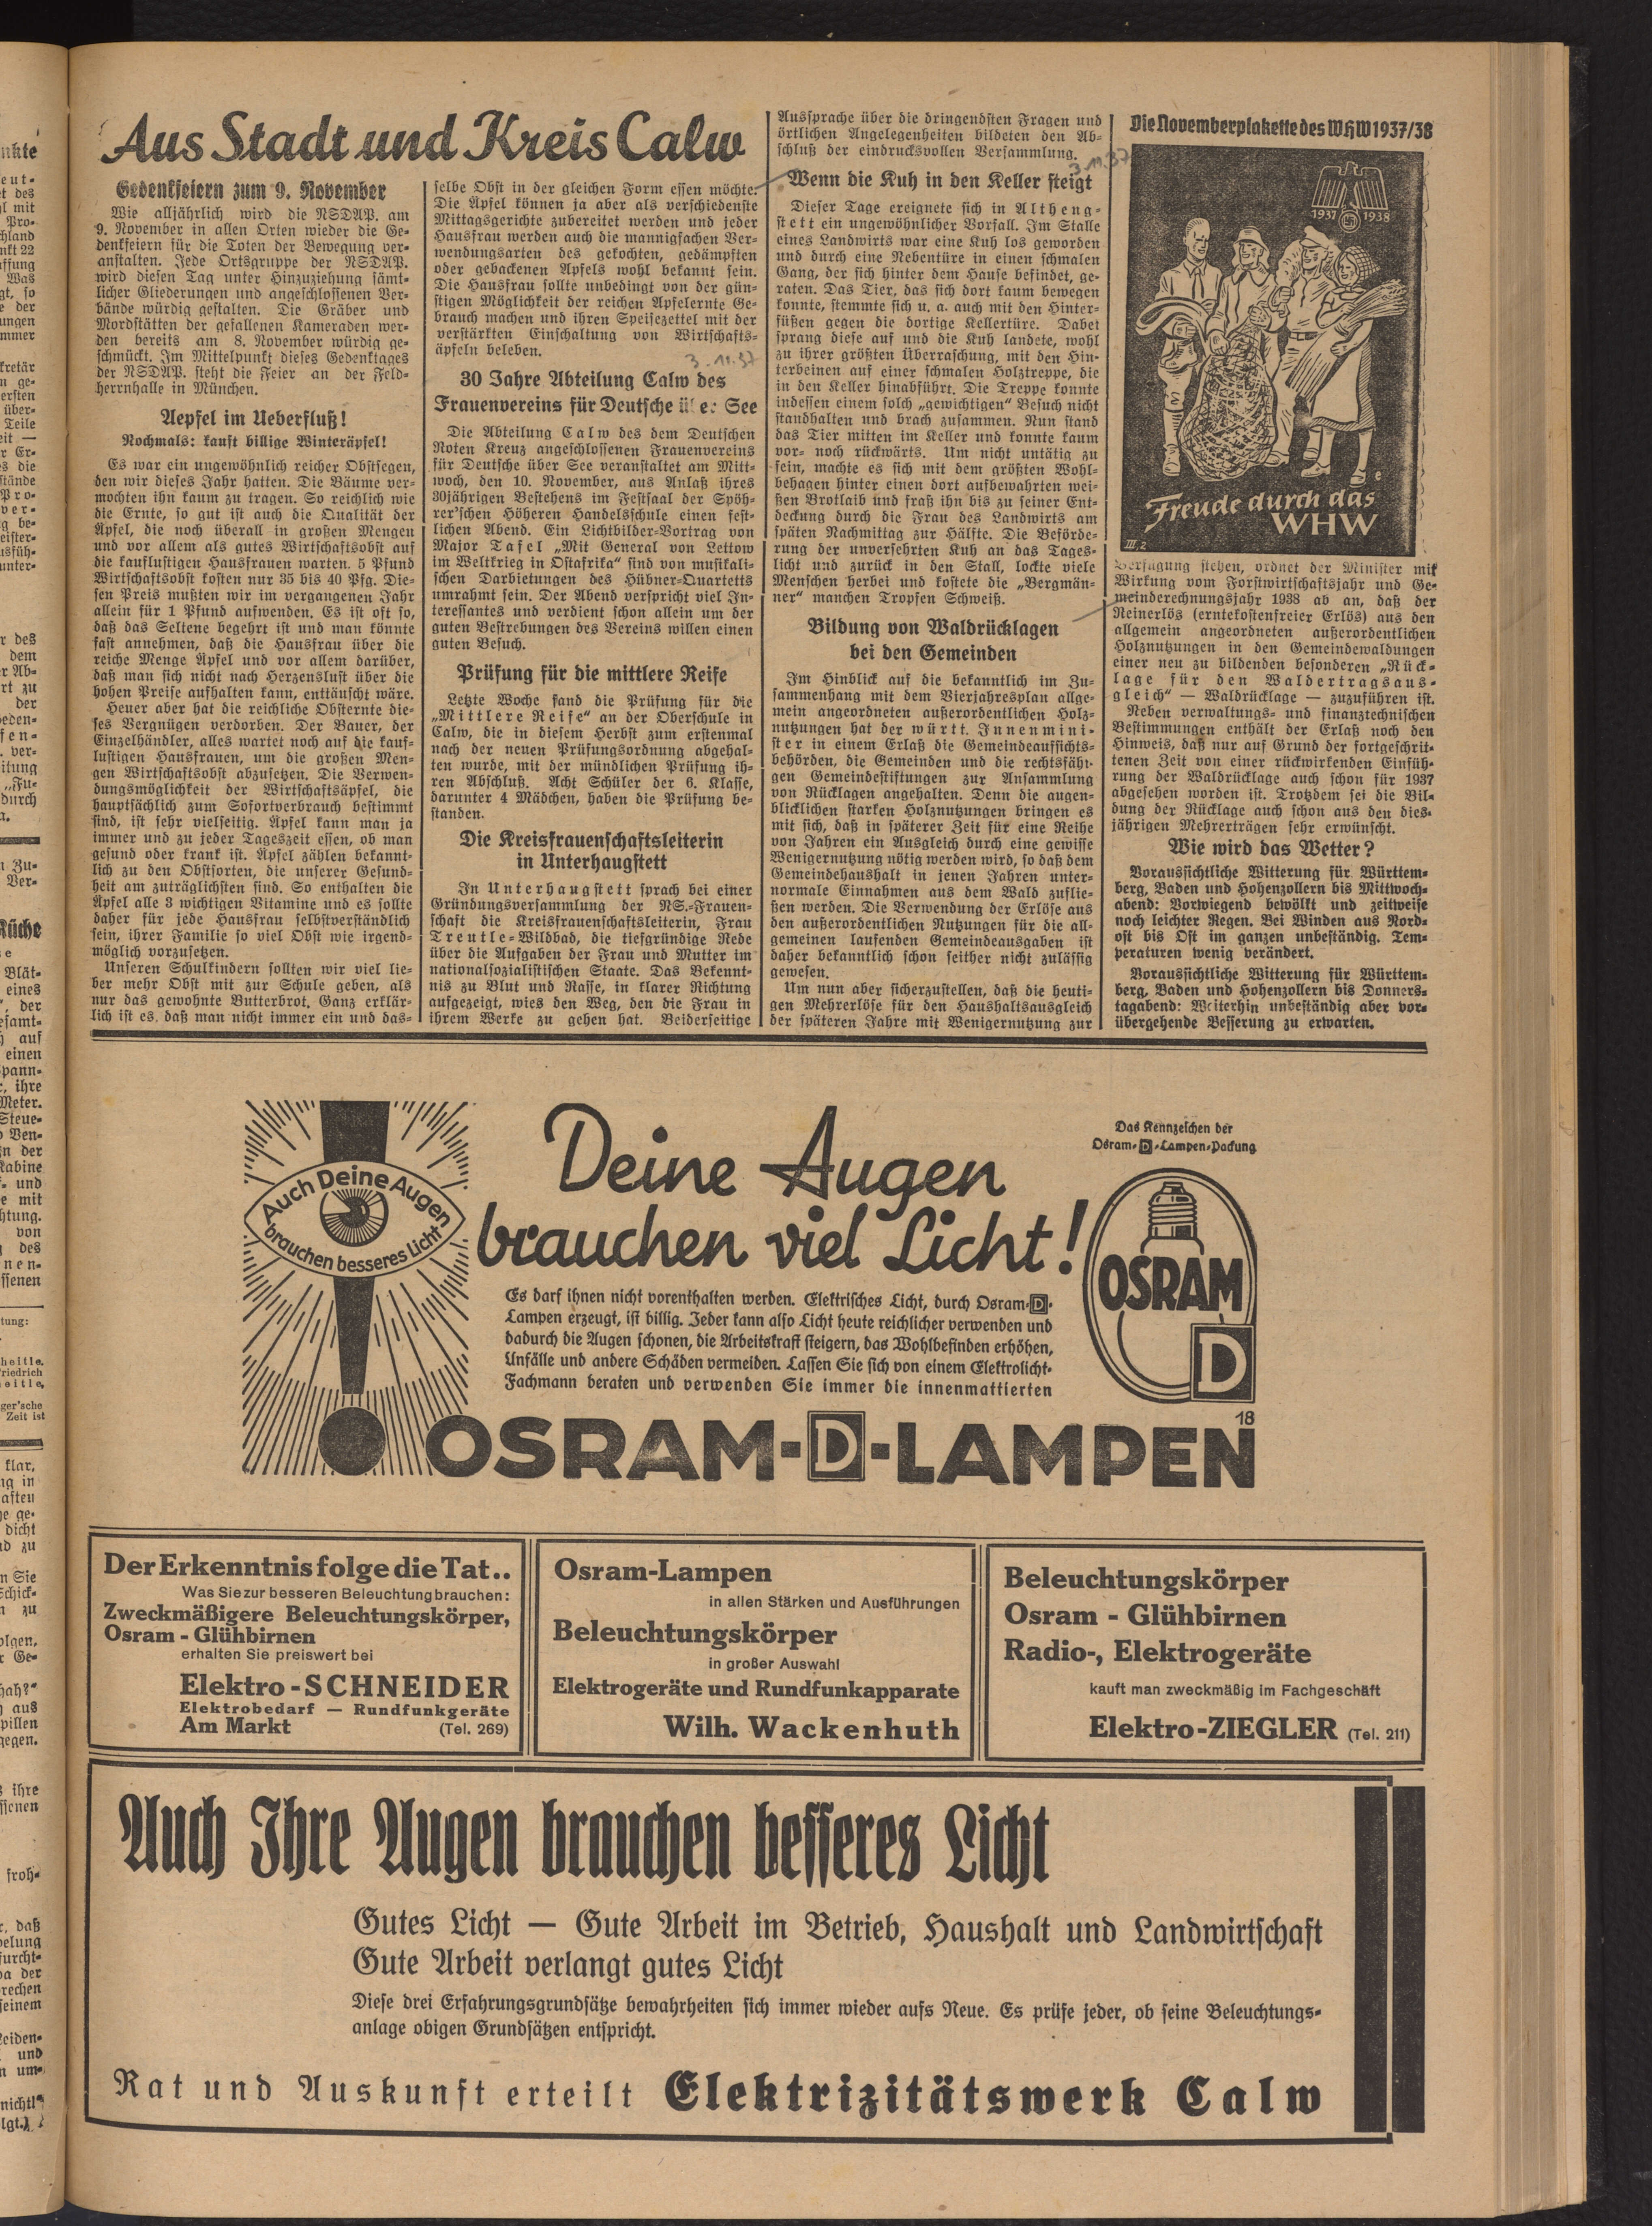 Aus Stadt und Kreis Calw
Gedenkfeiern zum 9. November
Wie alljährlich wird die NSDAP. am
9. November in allen Orten wieder die Ge-
denkfeiern für die Toten der Bewegung ver-
anstalten. Jede Ortsgruppe der NSDAP.
wird diesen Tag unter Hinzuziehung sämt-
licher Gliederungen und angeschlossenen Ver-
bände würdig gestalten. Die Gräber und
Mordstätten der gefallenen Kameraden wer-
den bereits am 8. November würdig ge-
schmückt. Im Mittelpunkt dieses Gedenktages
der NSDAP. steht die Feier an der Feld-
herrnhalle in München.
Aepfel im Ueberfluß!
Nochmals: kauft billige Winteräpfel!
Es war ein ungewöhnlich reicher Obstsegen,
den wir dieses Jahr hatten. Die Bäume ver-
mochten ihn kaum zu tragen. So reichlich wie
die Ernte, so gut ist auch die Qualität der
Äpfel, die noch überall in großen Mengen
und vor allem als gutes Wirtschaftsobst auf
die kauflustigen Hausfrauen warten. 5 Pfund
Wirtschaftsobst kosten nur 35 bis 40 Pfg. Die-
sen Preis mußten wir im vergangenen Jahr
allein für 1 Pfund aufwenden. Es ist oft so,
daß das Seltene begehrt ist und man könnte
fast annehmen, daß die Hausfrau über die
reiche Menge Äpfel und vor allem darüber,
daß man sich nicht nach Herzenslust über die
hohen Preise aufhalten kann, enttäuscht wäre.
Heuer aber hat die reichliche Obsternte die-
ses Vergnügen verdorben. Der Bauer, der
Einzelhändler, alles wartet noch auf die kauf-
lustigen Hausfrauen, um die großen Men-
gen Wirtschaftsobst abzusetzen. Die Verwen-
dungsmöglichkeit der Wirtschaftsäpfel, die
hauptsächlich zum Sofortverbrauch bestimmt
sind, ist sehr vielseitig. Äpfel kann man ja
immer und zu jeder Tageszeit essen, ob man
gesund oder krank ist. Äpfel zählen bekannt-
lich zu den Obstsorten, die unserer Gesund-
heit am zuträglichsten sind. So enthalten die
Äpfel alle 3 wichtigen Vitamine und es sollte
daher für jede Hausfrau selbstverständlich
sein, ihrer Familie so viel Obst wie irgend-
möglich vorzusetzen.
Unseren Schulkindern sollten wir viel lie-
ber mehr Obst mit zur Schule geben, als
nur das gewohnte Butterbrot. Ganz erklär-
lich ist es, daß man nicht immer ein und das-
selbe Obst in der gleichen Form essen möchte.
Die Äpfel können ja aber als verschiedenste
Mittagsgerichte zubereitet werden und jeder
Hausfrau werden auch die mannigfachen Ver-
wendungsarten des gekochten, gedämpften
oder gebackenen Apfels wohl bekannt sein.
Die Hausfrau sollte unbedingt von der gün-
stigen Möglichkeit der reichen Apfelernte Ge-
brauch machen und ihren Speisezettel mit der
verstärkten Einschaltung von Wirtschafts-
äpfeln beleben.
3. 11. 37
30 Jahre Abteilung Calw des
Frauenvereins für Deutsche über See
Die Abteilung Calw des dem Deutschen
Roten Kreuz angeschlossenen Frauenvereins
für Deutsche über See veranstaltet am Mitt-
woch, den 10. November, aus Anlaß ihres
30jährigen Bestehens im Festsaal der Spöh-
rer'schen Höheren Handelsschule einen fest-
lichen Abend. Ein Lichtbilder-Vortrag von
Major Tafel „Mit General von Lettow
im Weltkrieg in Ostafrika“ sind von musikali-
schen Darbietungen des Hübner-Quartetts
umrahmt sein. Der Abend verspricht viel In-
teressantes und verdient schon allein um der
guten Bestrebungen des Vereins willen einen
guten Besuch.
Prüfung für die mittlere Reife
Letzte Woche fand die Prüfung für die
„Mittlere Reife“ an der Oberschule in
Calw, die in diesem Herbst zum erstenmal
nach der neuen Prüfungsordnung abgehal-
ten wurde, mit der mündlichen Prüfung ih-
ren Abschluß. Acht Schüler der 6. Klasse,
darunter 4 Mädchen, haben die Prüfung be-
standen.
Die Kreisfrauenschaftsleiterin
in Unterhaugstett
In Unterhaugstett sprach bei einer
Gründungsversammlung der NS.-Frauen-
schaft die Kreisfrauenschaftsleiterin, Frau
Treutle-Wildbad, die tiefgründige Rede
über die Aufgaben der Frau und Mutter im
nationalsozialistischen Staate. Das Bekennt-
nis zu Blut und Rasse, in klarer Richtung
aufgezeigt, wies den Weg, den die Frau in
ihrem Werke zu gehen hat. Beiderseitige
Aussprache über die dringendsten Fragen und
örtlichen Angelegenheiten bildeten den Ab-
schluß der eindrucksvollen Versammlung.
3. 11. 37
Wenn die Kuh in den Keller steigt
Dieser Tage ereignete sich in Altheng-
stett ein ungewöhnlicher Vorfall. Im Stalle
eines Landwirts war eine Kuh los geworden
und durch eine Nebentüre in einen schmalen
Gang, der sich hinter dem Hause befindet, ge-
raten. Das Tier, das sich dort kaum bewegen
konnte, stemmte sich u. a. auch mit den Hinter-
füßen gegen die dortige Kellertüre. Dabei
sprang diese auf und die Kuh landete, wohl
zu ihrer größten Überraschung, mit den Hin-
terbeinen auf einer schmalen Holztreppe, die
in den Keller hinabführt. Die Treppe konnte
indessen einem solch „gewichtigen“ Besuch nicht
standhalten und brach zusammen. Nun stand
das Tier mitten im Keller und konnte kaum
vor- noch rückwärts. Um nicht untätig zu
sein, machte es sich mit dem größten Wohl-
behagen hinter einen dort aufbewahrten wei-
ßen Brotlaib und fraß ihn bis zu seiner Ent-
deckung durch die Frau des Landwirts am
späten Nachmittag zur Hälfte. Die Beförde-
rung der unversehrten Kuh an das Tages-
licht und zurück in den Stall, lockte viele
Menschen herbei und kostete die „Bergmän-
ner“ manchen Tropfen Schweiß.
Bildung von Waldrücklagen
bei den Gemeinden
Im Hinblick auf die bekanntlich im Zu-
sammenhang mit dem Vierjahresplan allge-
mein angeordneten außerordentlichen Holz-
nutzungen hat der württ. Innenmini-
ster in einem Erlaß die Gemeindeaufsichts-
behörden, die Gemeinden und die rechtsfähi-
gen Gemeindestiftungen zur Ansammlung
von Rücklagen angehalten. Denn die augen-
blicklichen starken Holznutzungen bringen es
mit sich, daß in späterer Zeit für eine Reihe
von Jahren ein Ausgleich durch eine gewisse
Wenigernutzung nötig werden wird, so daß dem
Gemeindehaushalt in jenen Jahren unter-
normale Einnahmen aus dem Wald zuflie-
ßen werden. Die Verwendung der Erlöse aus
den außerordentlichen Nutzungen für die all-
gemeinen laufenden Gemeindeausgaben ist
daher bekanntlich schon seither nicht zulässig
gewesen.
Um nun aber sicherzustellen, daß die heuti-
gen Mehrerlöse für den Haushaltsausgleich
der späteren Jahre mit Wenigernutzung zur
Die Novemberplakette des WHW 1937/38
1937 1938
Freude durch das
WHW
III, 2
Verfügung stehen, ordnet der Minister mit
Wirkung vom Forstwirtschaftsjahr und Ge-
meinderechnungsjahr 1938 ab an, daß der
Reinerlös (erntekostenfreier Erlös) aus den
allgemein angeordneten außerordentlichen
Holznutzungen in den Gemeindewaldungen
einer neu zu bildenden besonderen „Rück-
lage für den Waldertragsaus-
gleich“ — Waldrücklage — zuzuführen ist.
Neben verwaltungs- und finanztechnischen
Bestimmungen enthält der Erlaß noch den
Hinweis, daß nur auf Grund der fortgeschrit-
tenen Zeit von einer rückwirkenden Einfüh-
rung der Waldrücklage auch schon für 1937
abgesehen worden ist. Trotzdem sei die Bil-
dung der Rücklage auch schon aus den dies-
jährigen Mehrerträgen sehr erwünscht.
Wie wird das Wetter?
Voraussichtliche Witterung für Württem-
berg, Baden und Hohenzollern bis Mittwoch-
abend: Vorwiegend bewölkt und zeitweise
noch leichter Regen. Bei Winden aus Nord-
ost bis Ost im ganzen unbeständig. Tem-
peraturen wenig verändert.
Voraussichtliche Witterung für Württem-
berg, Baden und Hohenzollern bis Donners-
tagabend: Weiterhin unbeständig aber vor-
übergehende Besserung zu erwarten.
Auch Deine Augen
brauchen besseres Licht
Deine Augen
brauchen viel Licht!
Es darf ihnen nicht vorenthalten werden. Elektrisches Licht, durch Osram-D-
Lampen erzeugt, ist billig. Jeder kann also Licht heute reichlicher verwenden und
dadurch die Augen schonen, die Arbeitskraft steigern, das Wohlbefinden erhöhen,
Unfälle und andere Schäden vermeiden. Lassen Sie sich von einem Elektrolicht-
Fachmann beraten und verwenden Sie immer die innenmattierten
Das Kennzeichen der
Osram-D-Lampen-Packung
OSRAM
D
18
OSRAM-D-LAMPEN
Der Erkenntnis folge die Tat..
Was Sie zur besseren Beleuchtung brauchen:
Zweckmäßigere Beleuchtungskörper,
Osram - Glühbirnen
erhalten Sie preiswert bei
Elektro - SCHNEIDER
Elektrobedarf — Rundfunkgeräte
Am Markt (Tel. 269)
Osram-Lampen
in allen Stärken und Ausführungen
Beleuchtungskörper
in großer Auswahl
Elektrogeräte und Rundfunkapparate
Wilh. Wackenhuth
Beleuchtungskörper
Osram - Glühbirnen
Radio-, Elektrogeräte
kauft man zweckmäßig im Fachgeschäft
Elektro-ZIEGLER (Tel. 211)
Auch Ihre Augen brauchen besseres Licht
Gutes Licht — Gute Arbeit im Betrieb, Haushalt und Landwirtschaft
Gute Arbeit verlangt gutes Licht
Diese drei Erfahrungsgrundsätze bewahrheiten sich immer wieder aufs Neue. Es prüfe jeder, ob seine Beleuchtungs-
anlage obigen Grundsätzen entspricht.
Rat und Auskunft erteilt Elektrizitätswerk Calw